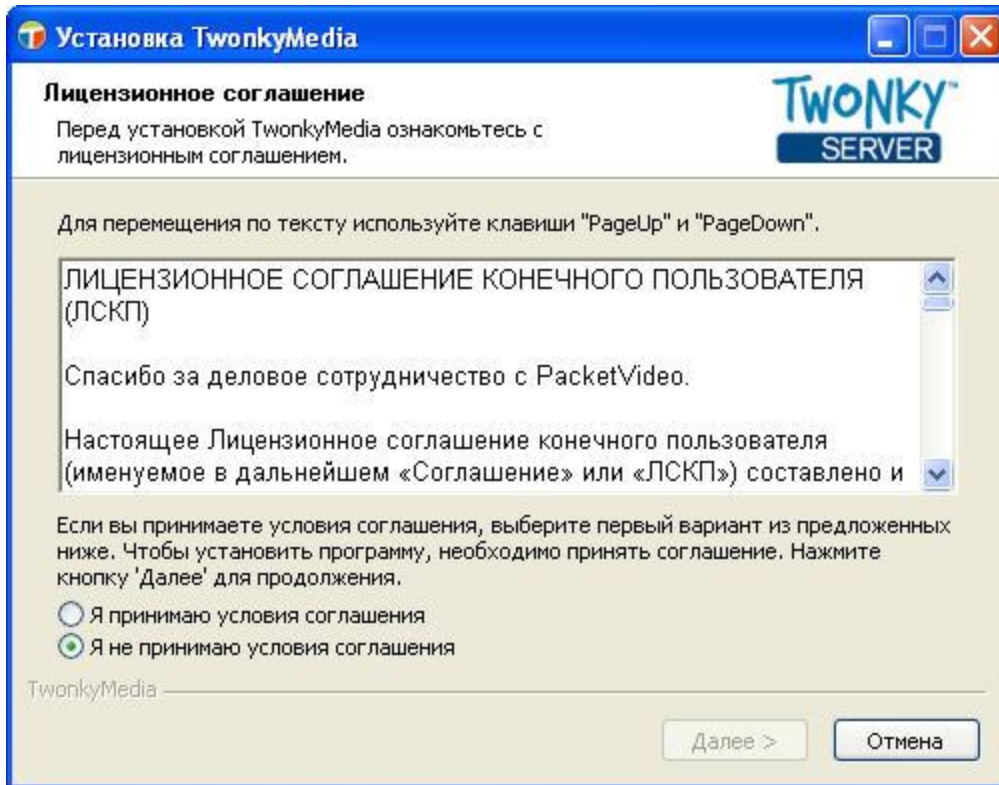 Установка TwonkyMedia
Лицензионное соглашение
Перед установкой TwonkyMedia ознакомьтесь с
лицензионным соглашением.
TWONKY™
SERVER
Для перемещения по тексту используйте клавиши "PageUp" и "PageDown".
ЛИЦЕНЗИОННОЕ СОГЛАШЕНИЕ КОНЕЧНОГО ПОЛЬЗОВАТЕЛЯ
(ЛСКП)
Спасибо за деловое сотрудничество с PacketVideo.
Настоящее Лицензионное соглашение конечного пользователя
(именуемое в дальнейшем «Соглашение» или «ЛСКП») составлено и
Если вы принимаете условия соглашения, выберите первый вариант из предложенных
ниже. Чтобы установить программу, необходимо принять соглашение. Нажмите
кнопку 'Далее' для продолжения.
Я принимаю условия соглашения
Я не принимаю условия соглашения
TwonkyMedia
Далее >
Отмена